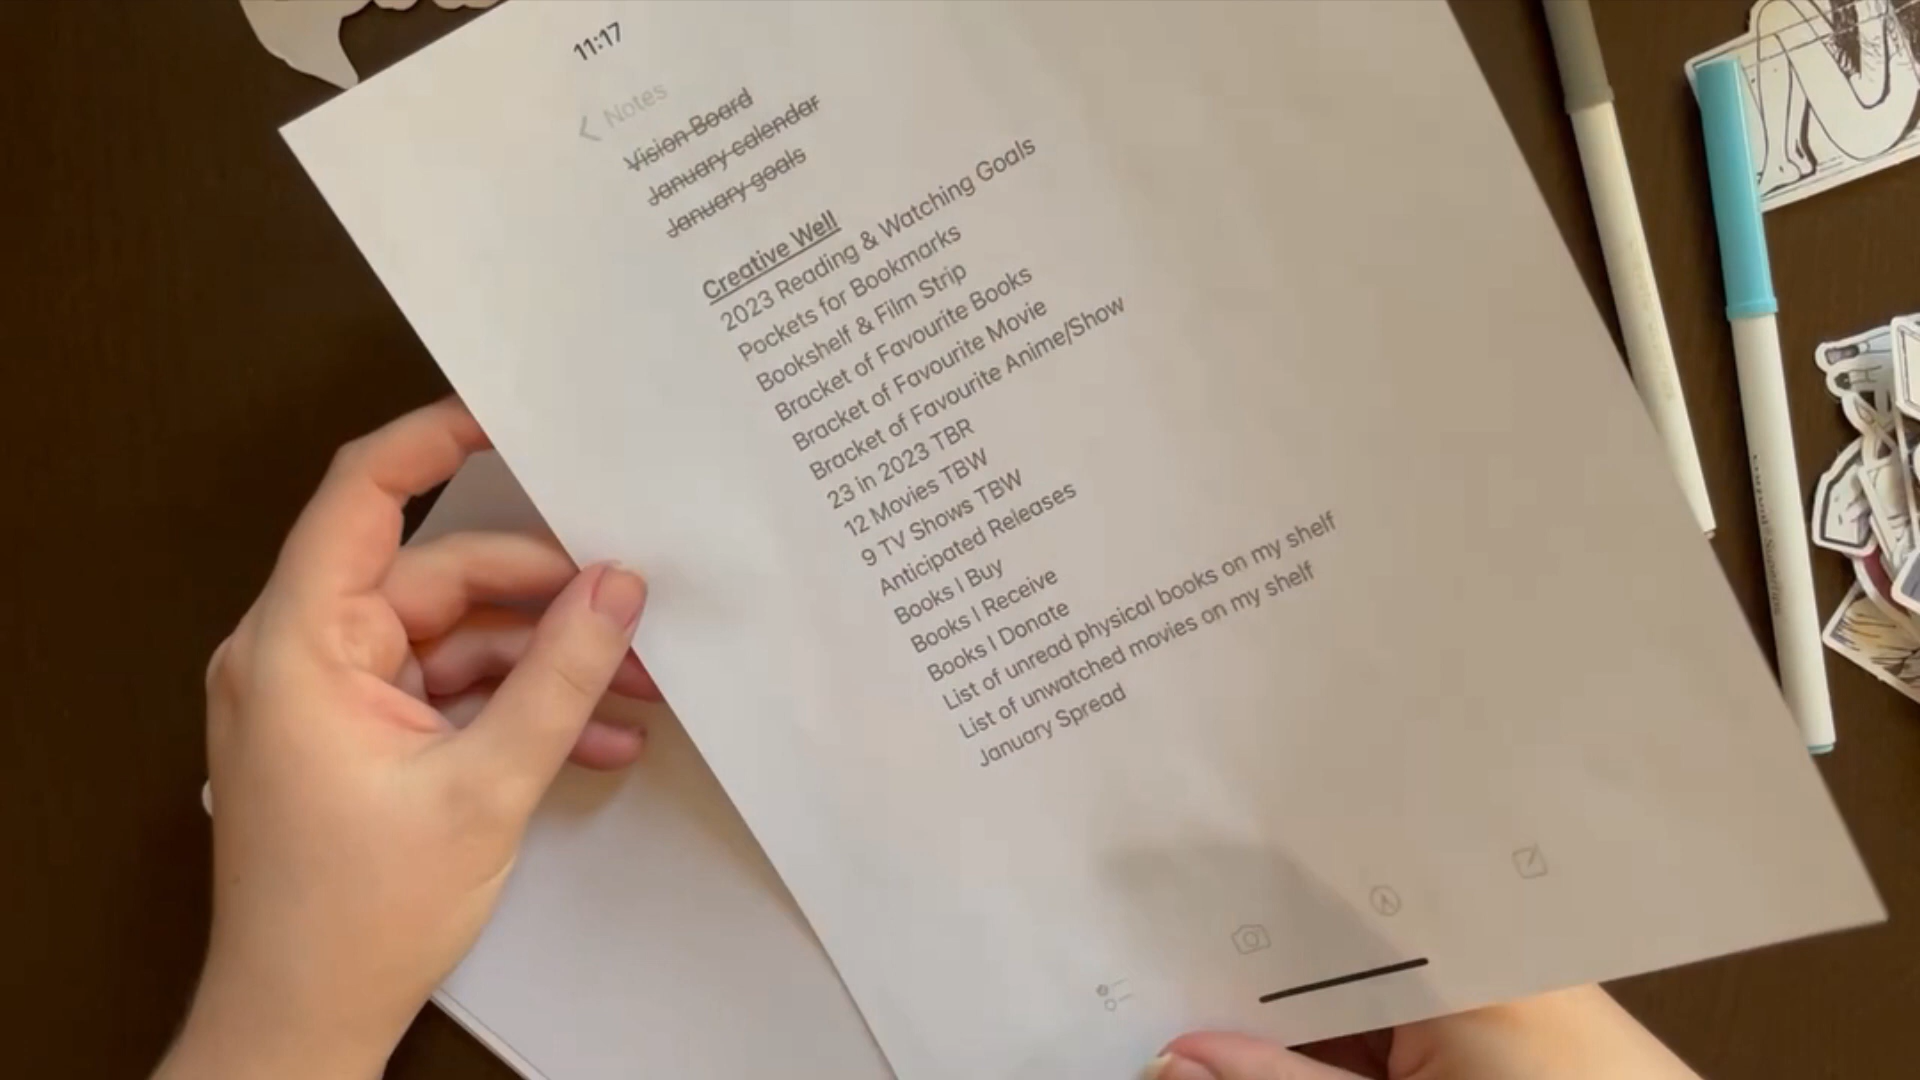 11:17
Notes
Vision Board
January calendar
January goals
Creative Well
2023 Reading & Watching Goals
Pockets for Bookmarks
Bookshelf & Film Strip
Bracket of Favourite Books
Bracket of Favourite Movie
Bracket of Favourite Anime/Show
23 in 2023 TBR
12 Movies TBW
9 TV Shows TBW
Anticipated Releases
Books I Buy
Books I Receive
Books I Donate
List of unread physical books on my shelf
List of unwatched movies on my shelf
January Spread